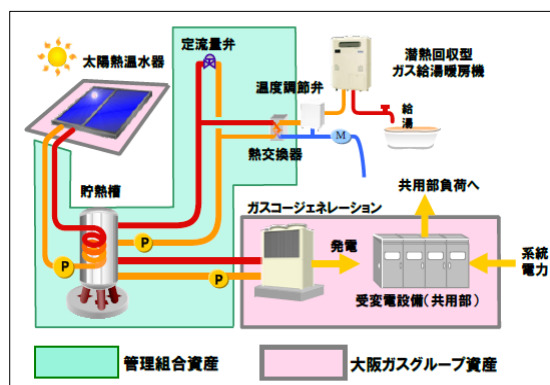 太陽熱温水器
定流量弁
潜熱回収型
ガス給湯暖房機
温度調節弁
給
湯
M
熱交換器
貯熱槽
P
P
P
ガスコージェネレーション
共用部負荷へ
発電
系統
電力
受変電設備(共用部)
管理組合資産
大阪ガスグループ資産